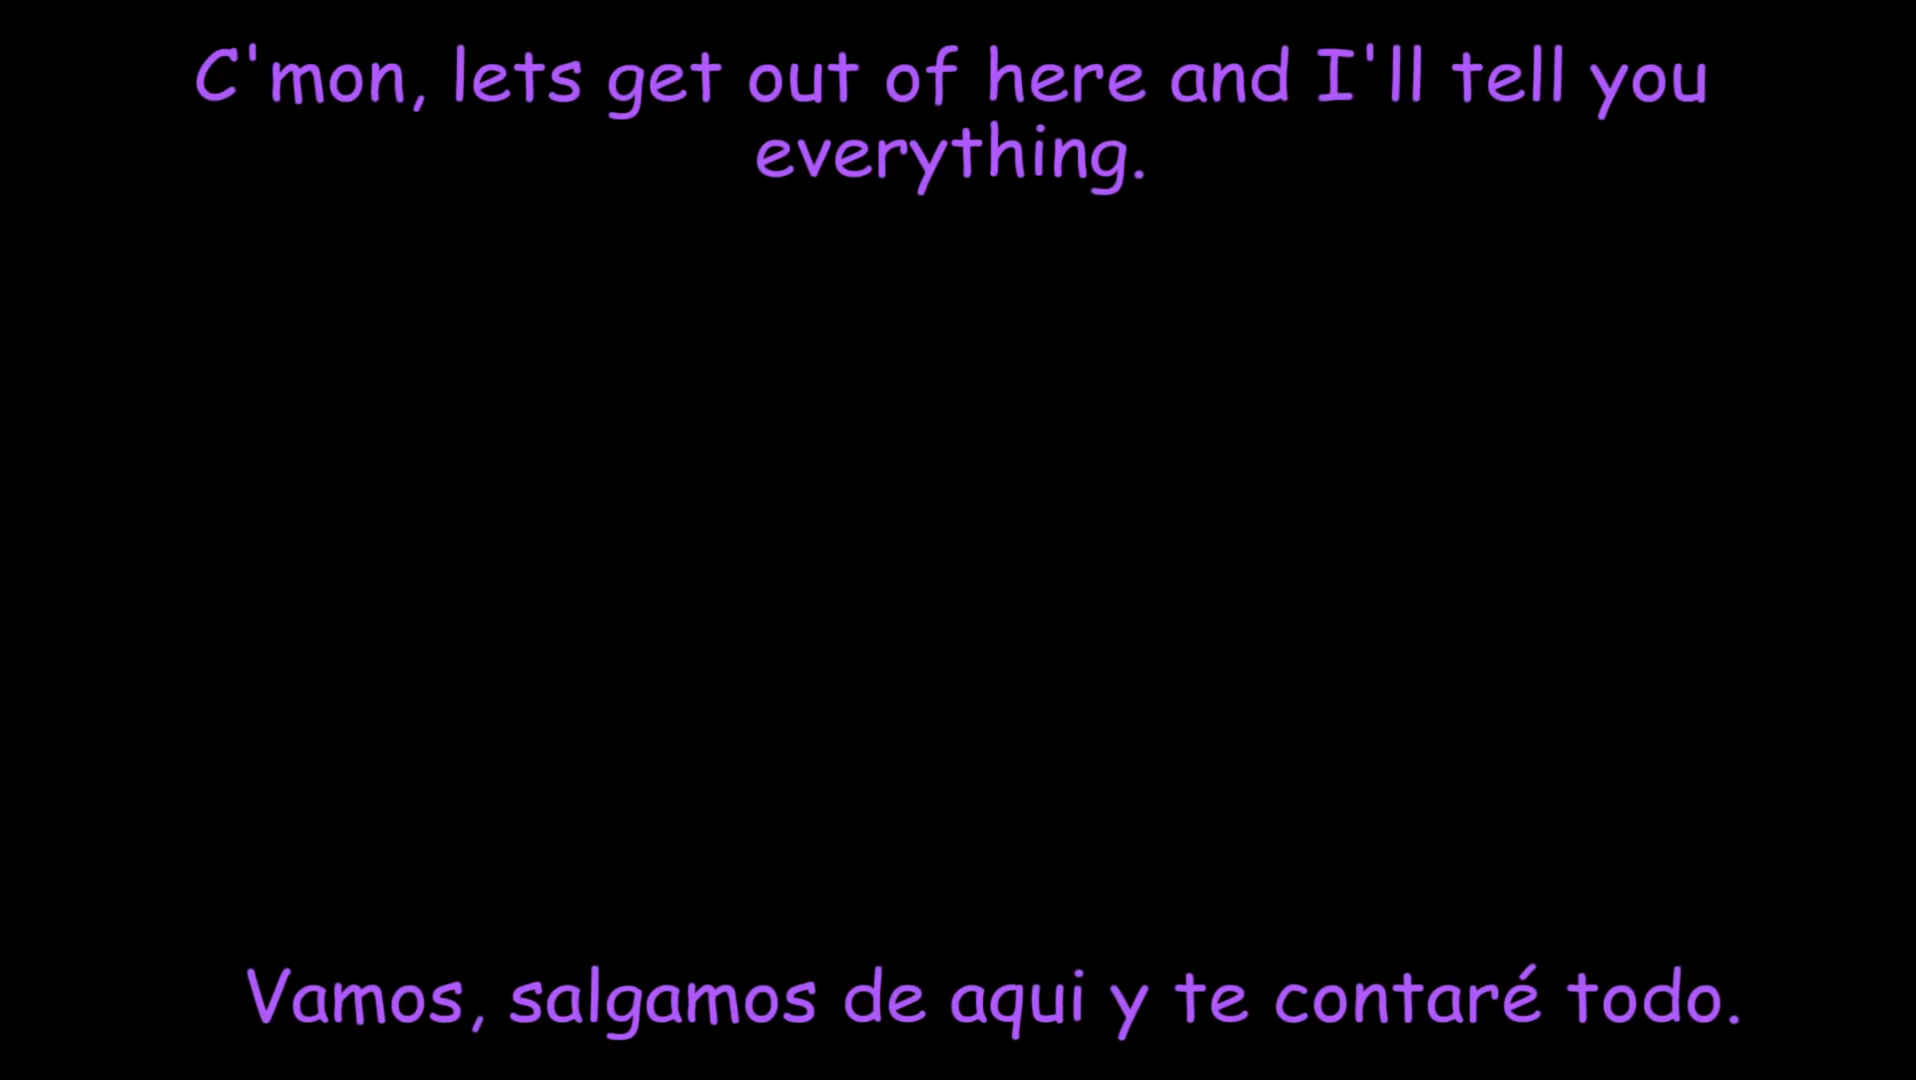 C'mon, lets get out of here and I'll tell you
everything.
Vamos, salgamos de aqui y te contaré todo.